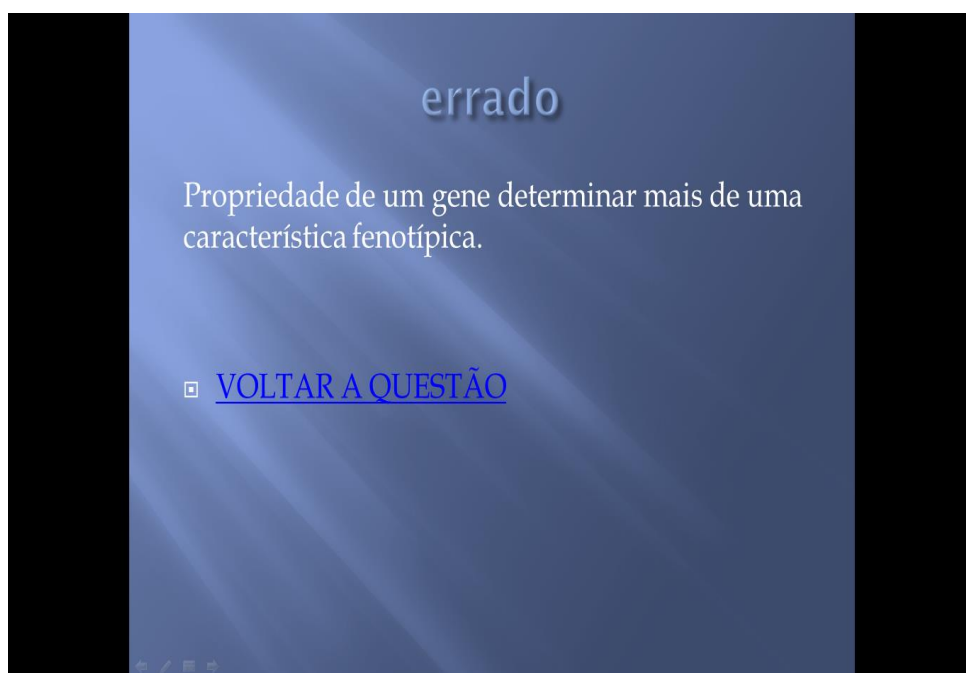 errado
Propriedade de um gene determinar mais de uma
característica fenotípica.
VOLTAR A QUESTÃO